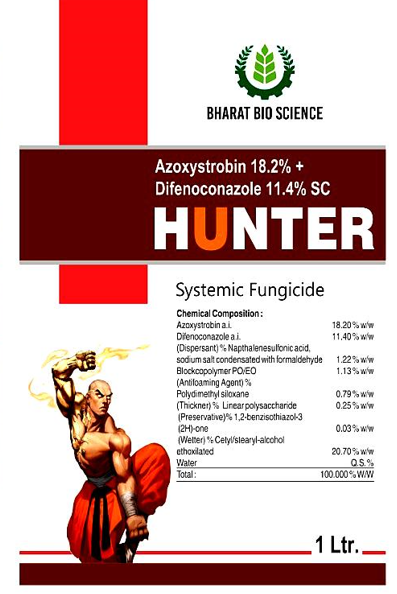 BHARAT BIO SCIENCE
Azoxystrobin 18.2% +
Difenoconazole 11.4% SC
HUNTER
Systemic Fungicide
Chemical Composition :
Azoxystrobin a.i. 18.20 % w/w
Difenoconazole a.i. 11.40 % w/w
(Dispersant) % Napthalenesulfonic acid,
sodium salt condensated with formaldehyde 1.22 % w/w
Blockcopolymer PO/EO 1.13 % w/w
(Antifoaming Agent) %
Polydimethyl siloxane 0.79 % w/w
(Thickner) % Linear polysaccharide 0.25 % w/w
(Preservative)% 1,2-benzisothiazol-3
(2H)-one 0.03 % w/w
(Wetter) % Cetyl/stearyl-alcohol
ethoxilated 20.70 % w/w
Water Q.S. %
Total : 100.000 % W/W
1 Ltr.